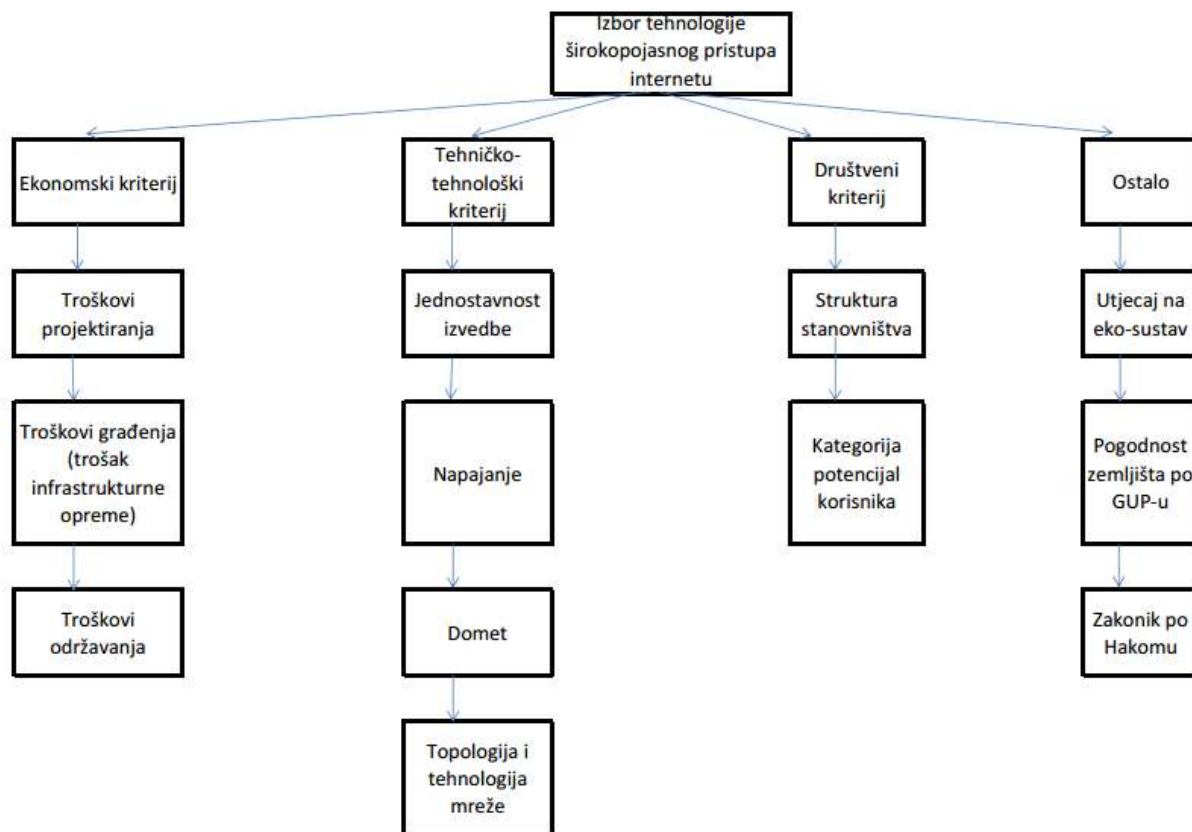 Izbor tehnologije
širokopojasnog pristupa
internetu
Ekonomski kriterij
Tehničko-
tehnološki
kriterij
Društveni
kriterij
Ostalo
Troškovi
projektiranja
Jednostavnost
izvedbe
Struktura
stanovništva
Utjecaj na
eko-sustav
Troškovi građenja
(trošak
infrastrukturne
opreme)
Napajanje
Kategorija
potencijal
korisnika
Pogodnost
zemljišta po
GUP-u
Troškovi
održavanja
Domet
Zakonik po
Hakomu
Topologija i
tehnologija
mreže